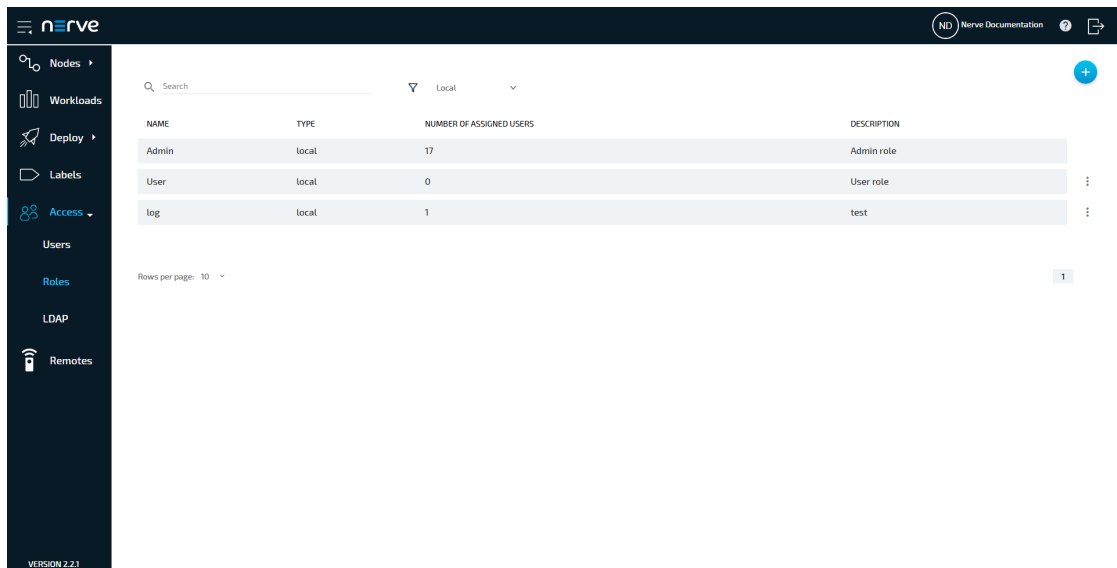 nerve
ND Nerve Documentation ?
Nodes
Workloads
Deploy
Labels
Access
Users
Roles
LDAP
Remotes
VERSION 2.2.1
Search
Local
+
NAME TYPE NUMBER OF ASSIGNED USERS DESCRIPTION
Admin local 17 Admin role
User local 0 User role
log local 1 test
Rows per page: 10 1